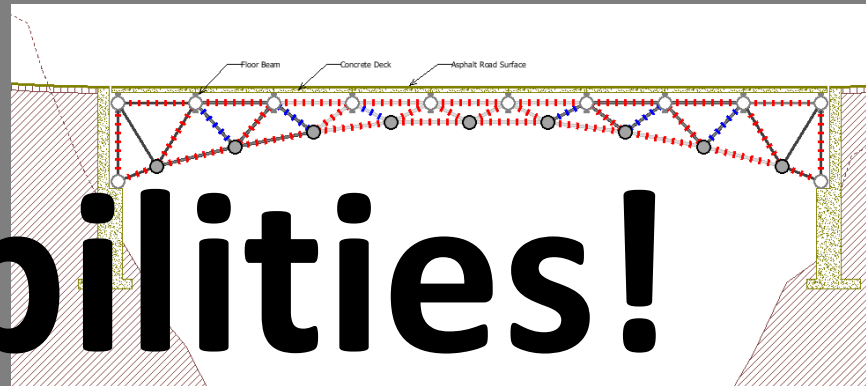 Floor Beam
Concrete Deck
Asphalt Road Surface
bilities!